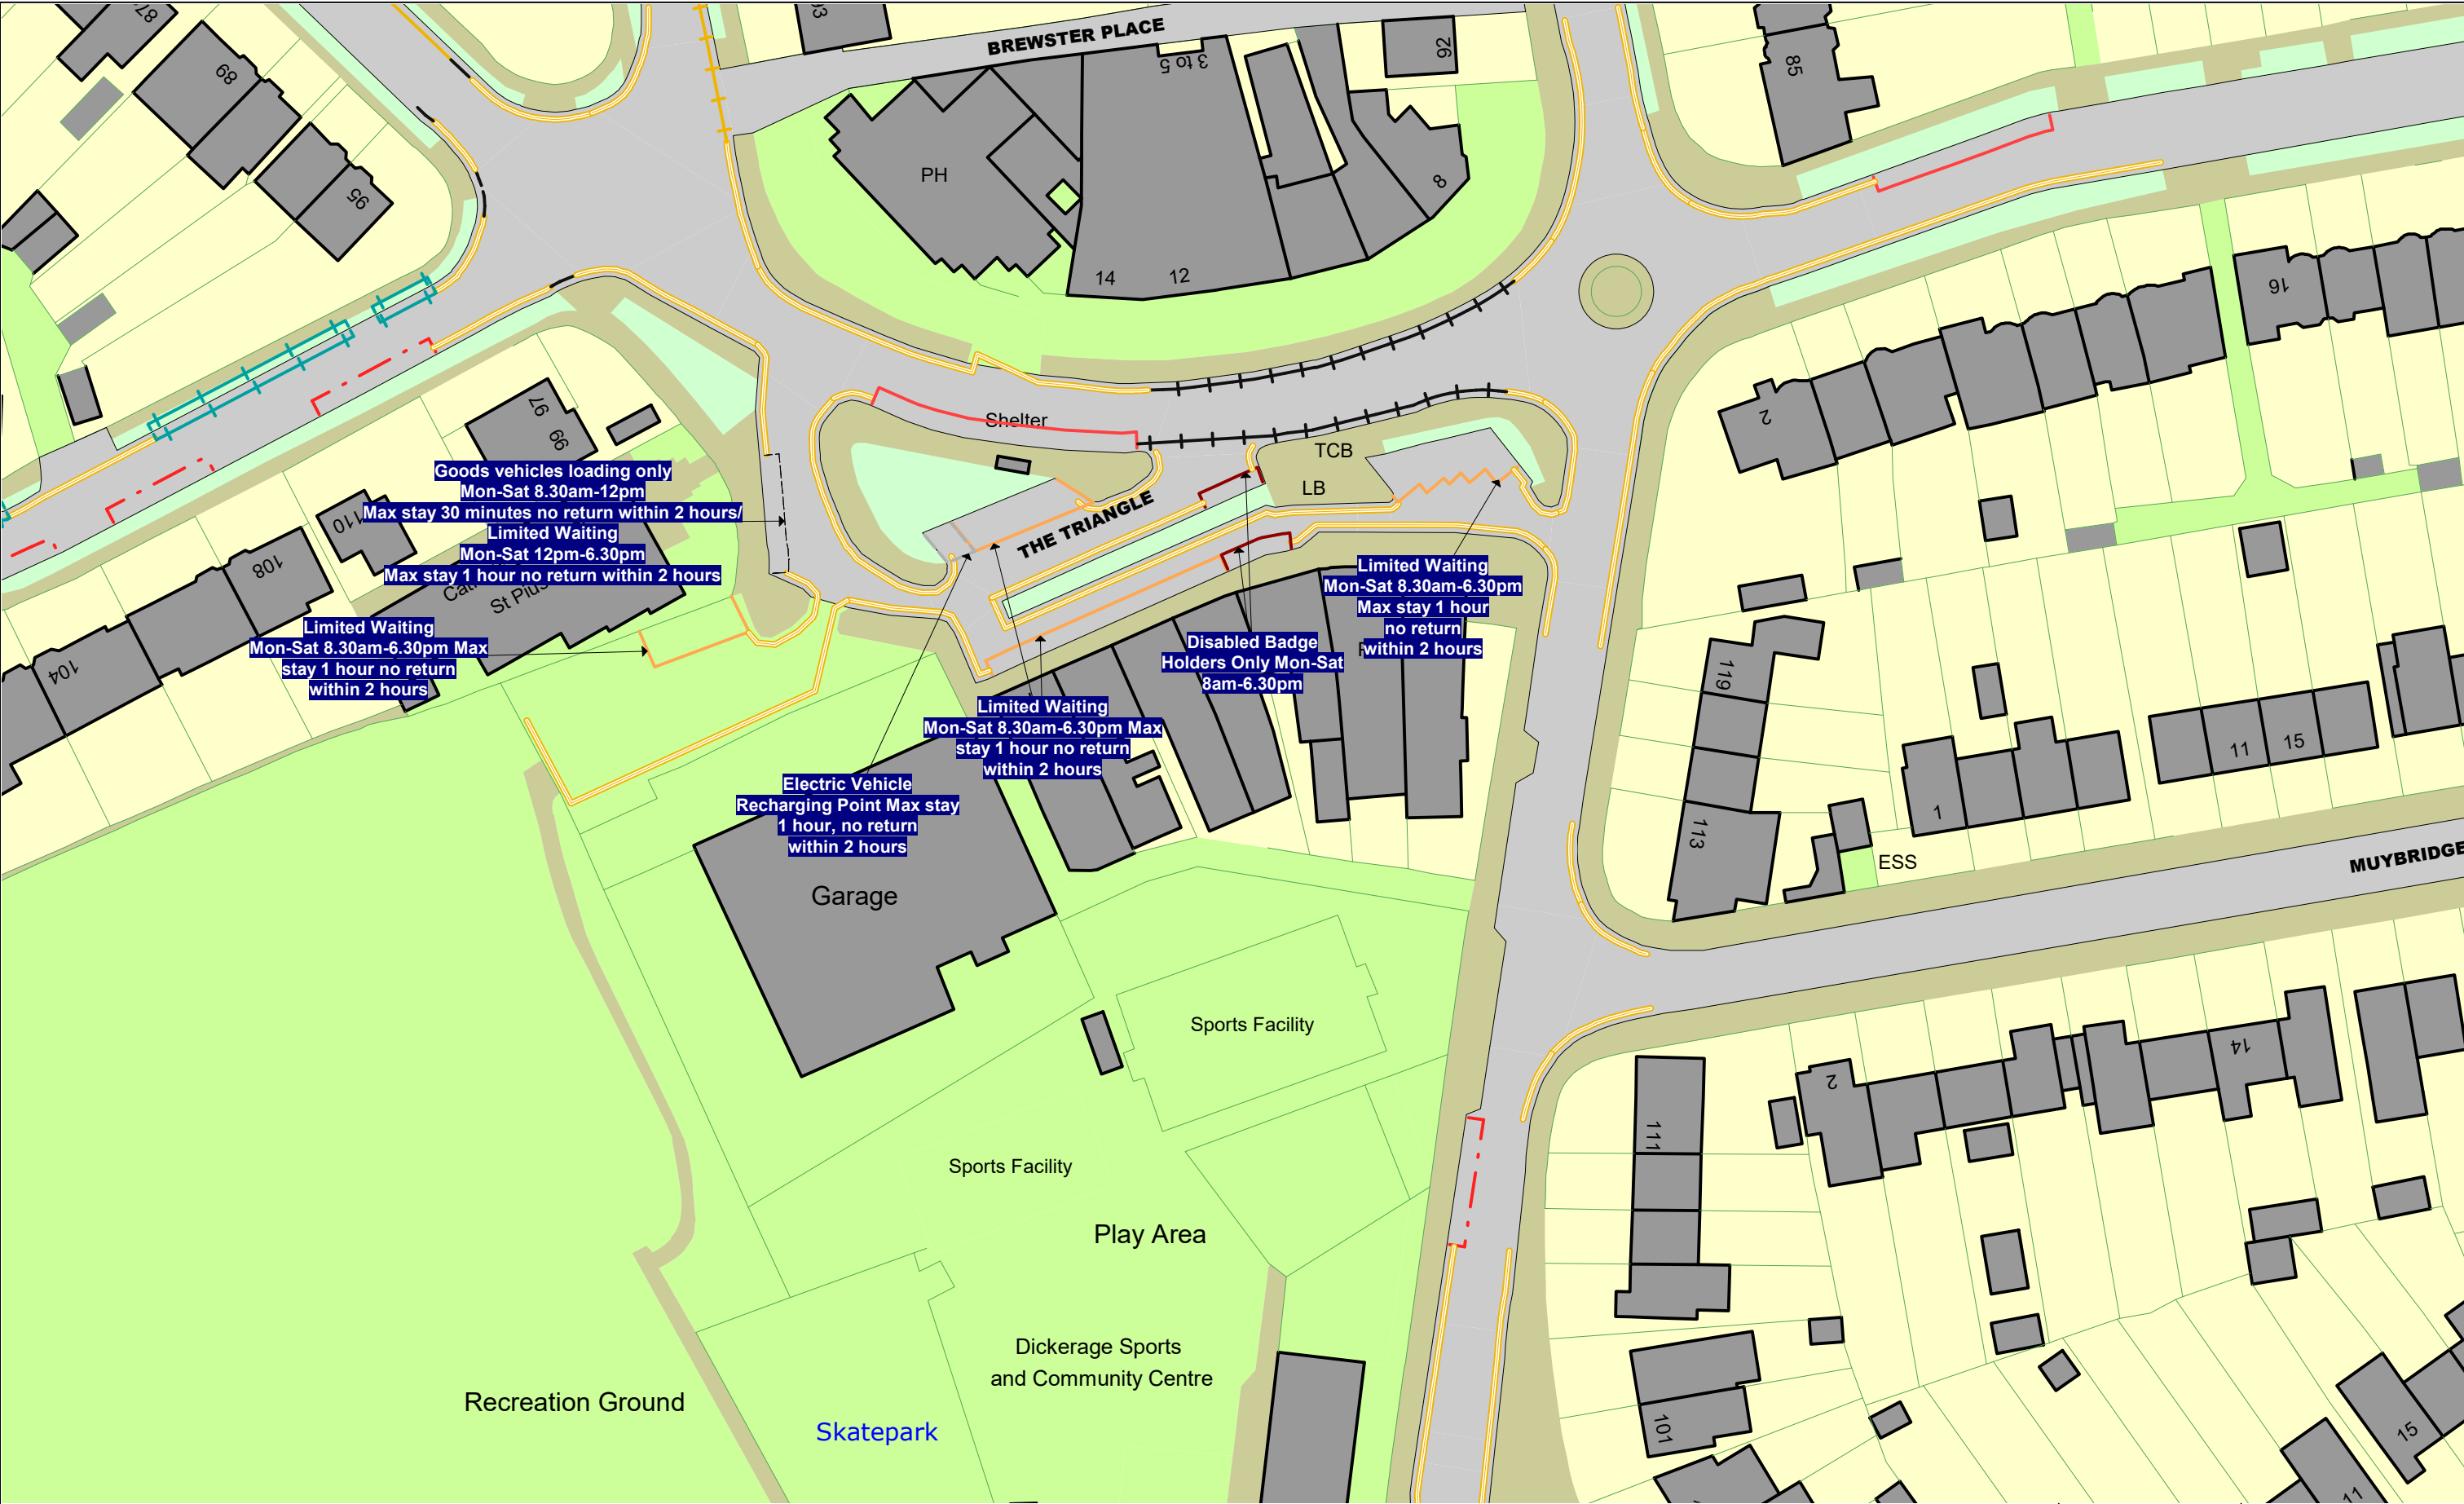 87
93
BREWSTER PLACE
3 to 5
92
85
89
PH
95
8
14
12
16
2
97
99
Shelter
TCB
LB
THE TRIANGLE
Goods vehicles loading only
Mon-Sat 8.30am-12pm
Max stay 30 minutes no return within 2 hours/
Limited Waiting
Mon-Sat 12pm-6.30pm
Max stay 1 hour no return within 2 hours
110
108
104
St Pius
Limited Waiting
Mon-Sat 8.30am-6.30pm Max
stay 1 hour no return
within 2 hours
Limited Waiting
Mon-Sat 8.30am-6.30pm
Max stay 1 hour
no return
within 2 hours
Disabled Badge
Holders Only Mon-Sat
8am-6.30pm
Limited Waiting
Mon-Sat 8.30am-6.30pm Max
stay 1 hour no return
within 2 hours
Electric Vehicle
Recharging Point Max stay
1 hour, no return
within 2 hours
119
113
1
11
15
ESS
MUYBRIDGE
Garage
Sports Facility
Sports Facility
Play Area
2
14
111
101
Dickerage Sports
and Community Centre
Recreation Ground
Skatepark
15
11